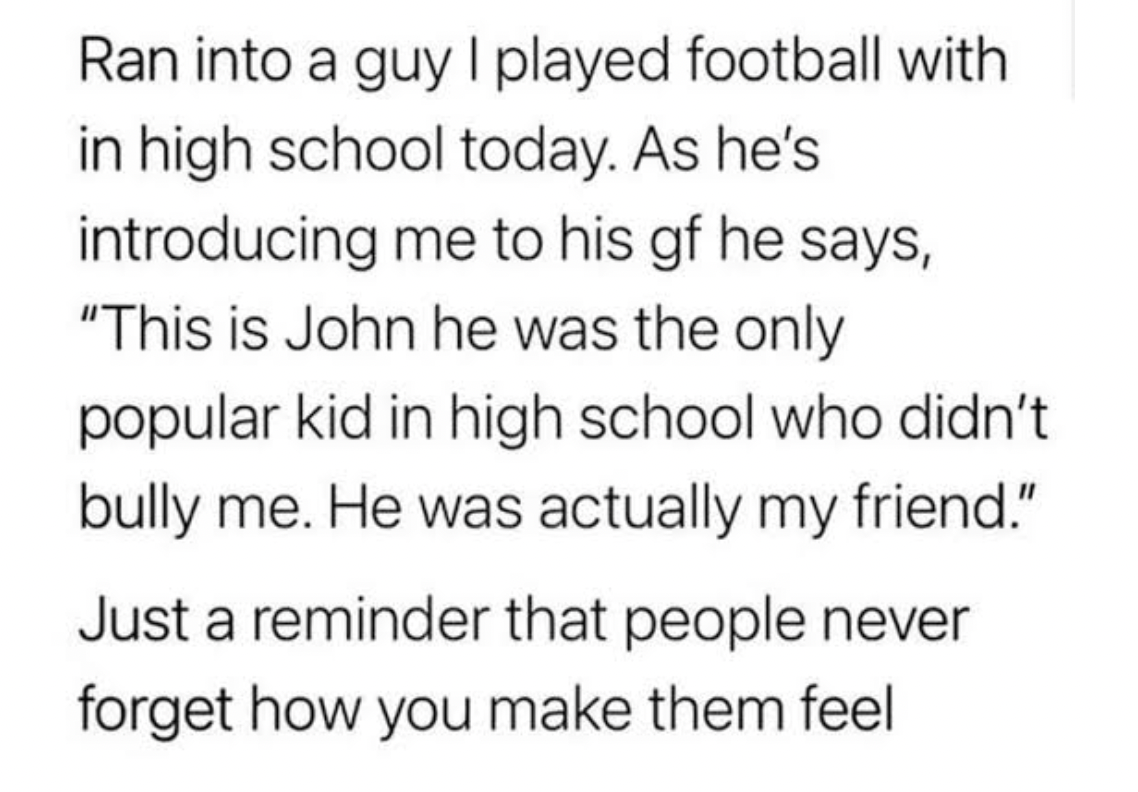 Ran into a guy I played football with
in high school today. As he’s
introducing me to his gf he says,
“This is John he was the only
popular kid in high school who didn’t
bully me. He was actually my friend.”
Just a reminder that people never
forget how you make them feel